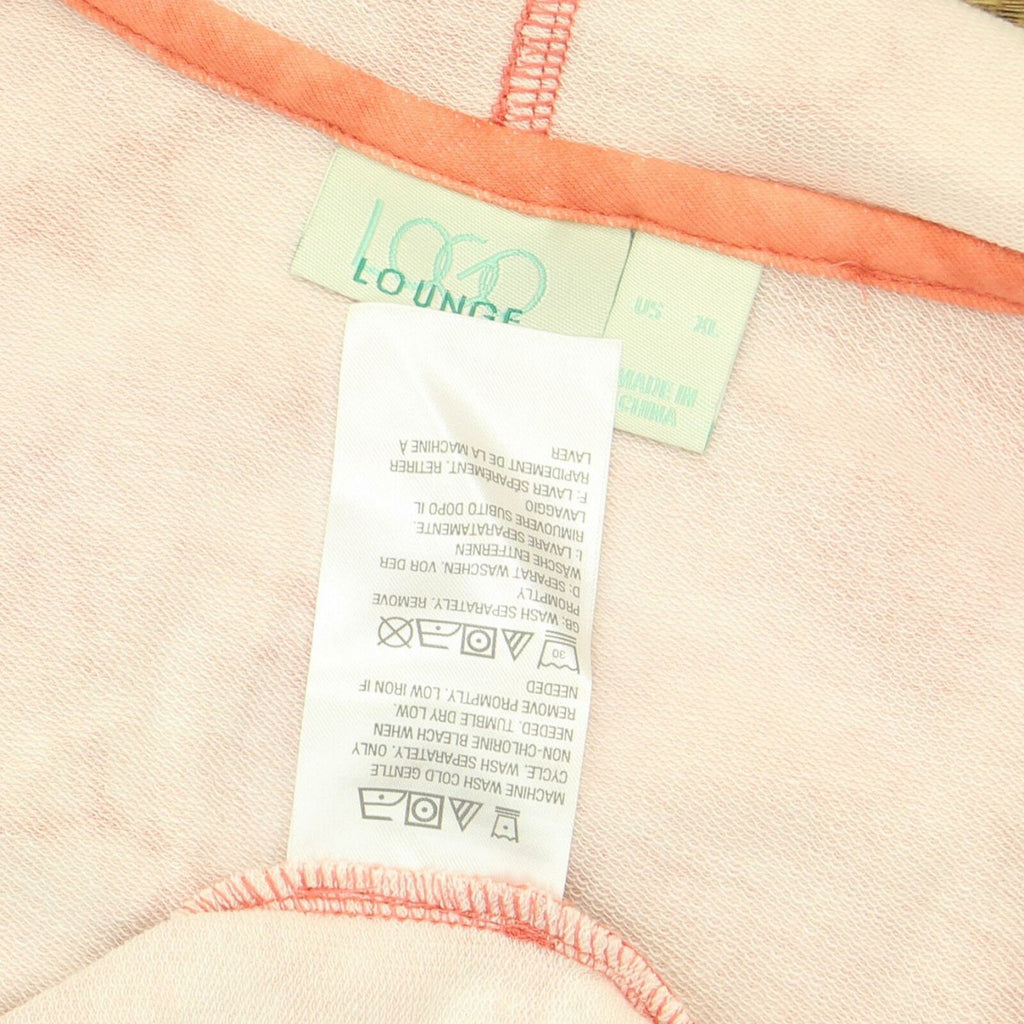 LOGO
LOUNGE
US XL
MADE IN
CHINA
MACHINE WASH COLD GENTLE
CYCLE. WASH SEPARATELY. ONLY
NON-CHLORINE BLEACH WHEN
NEEDED. TUMBLE DRY LOW.
REMOVE PROMPTLY. LOW IRON IF
NEEDED
30
GB: WASH SEPARATELY. REMOVE
PROMPTLY
D: SEPARAT WASCHEN. VOR DER
WÄSCHE ENTFERNEN
I: LAVARE SEPARATAMENTE.
RIMUOVERE SUBITO DOPO IL
LAVAGGIO
F: LAVER SÉPARÉMENT. RETIRER
RAPIDEMENT DE LA MACHINE À
LAVER